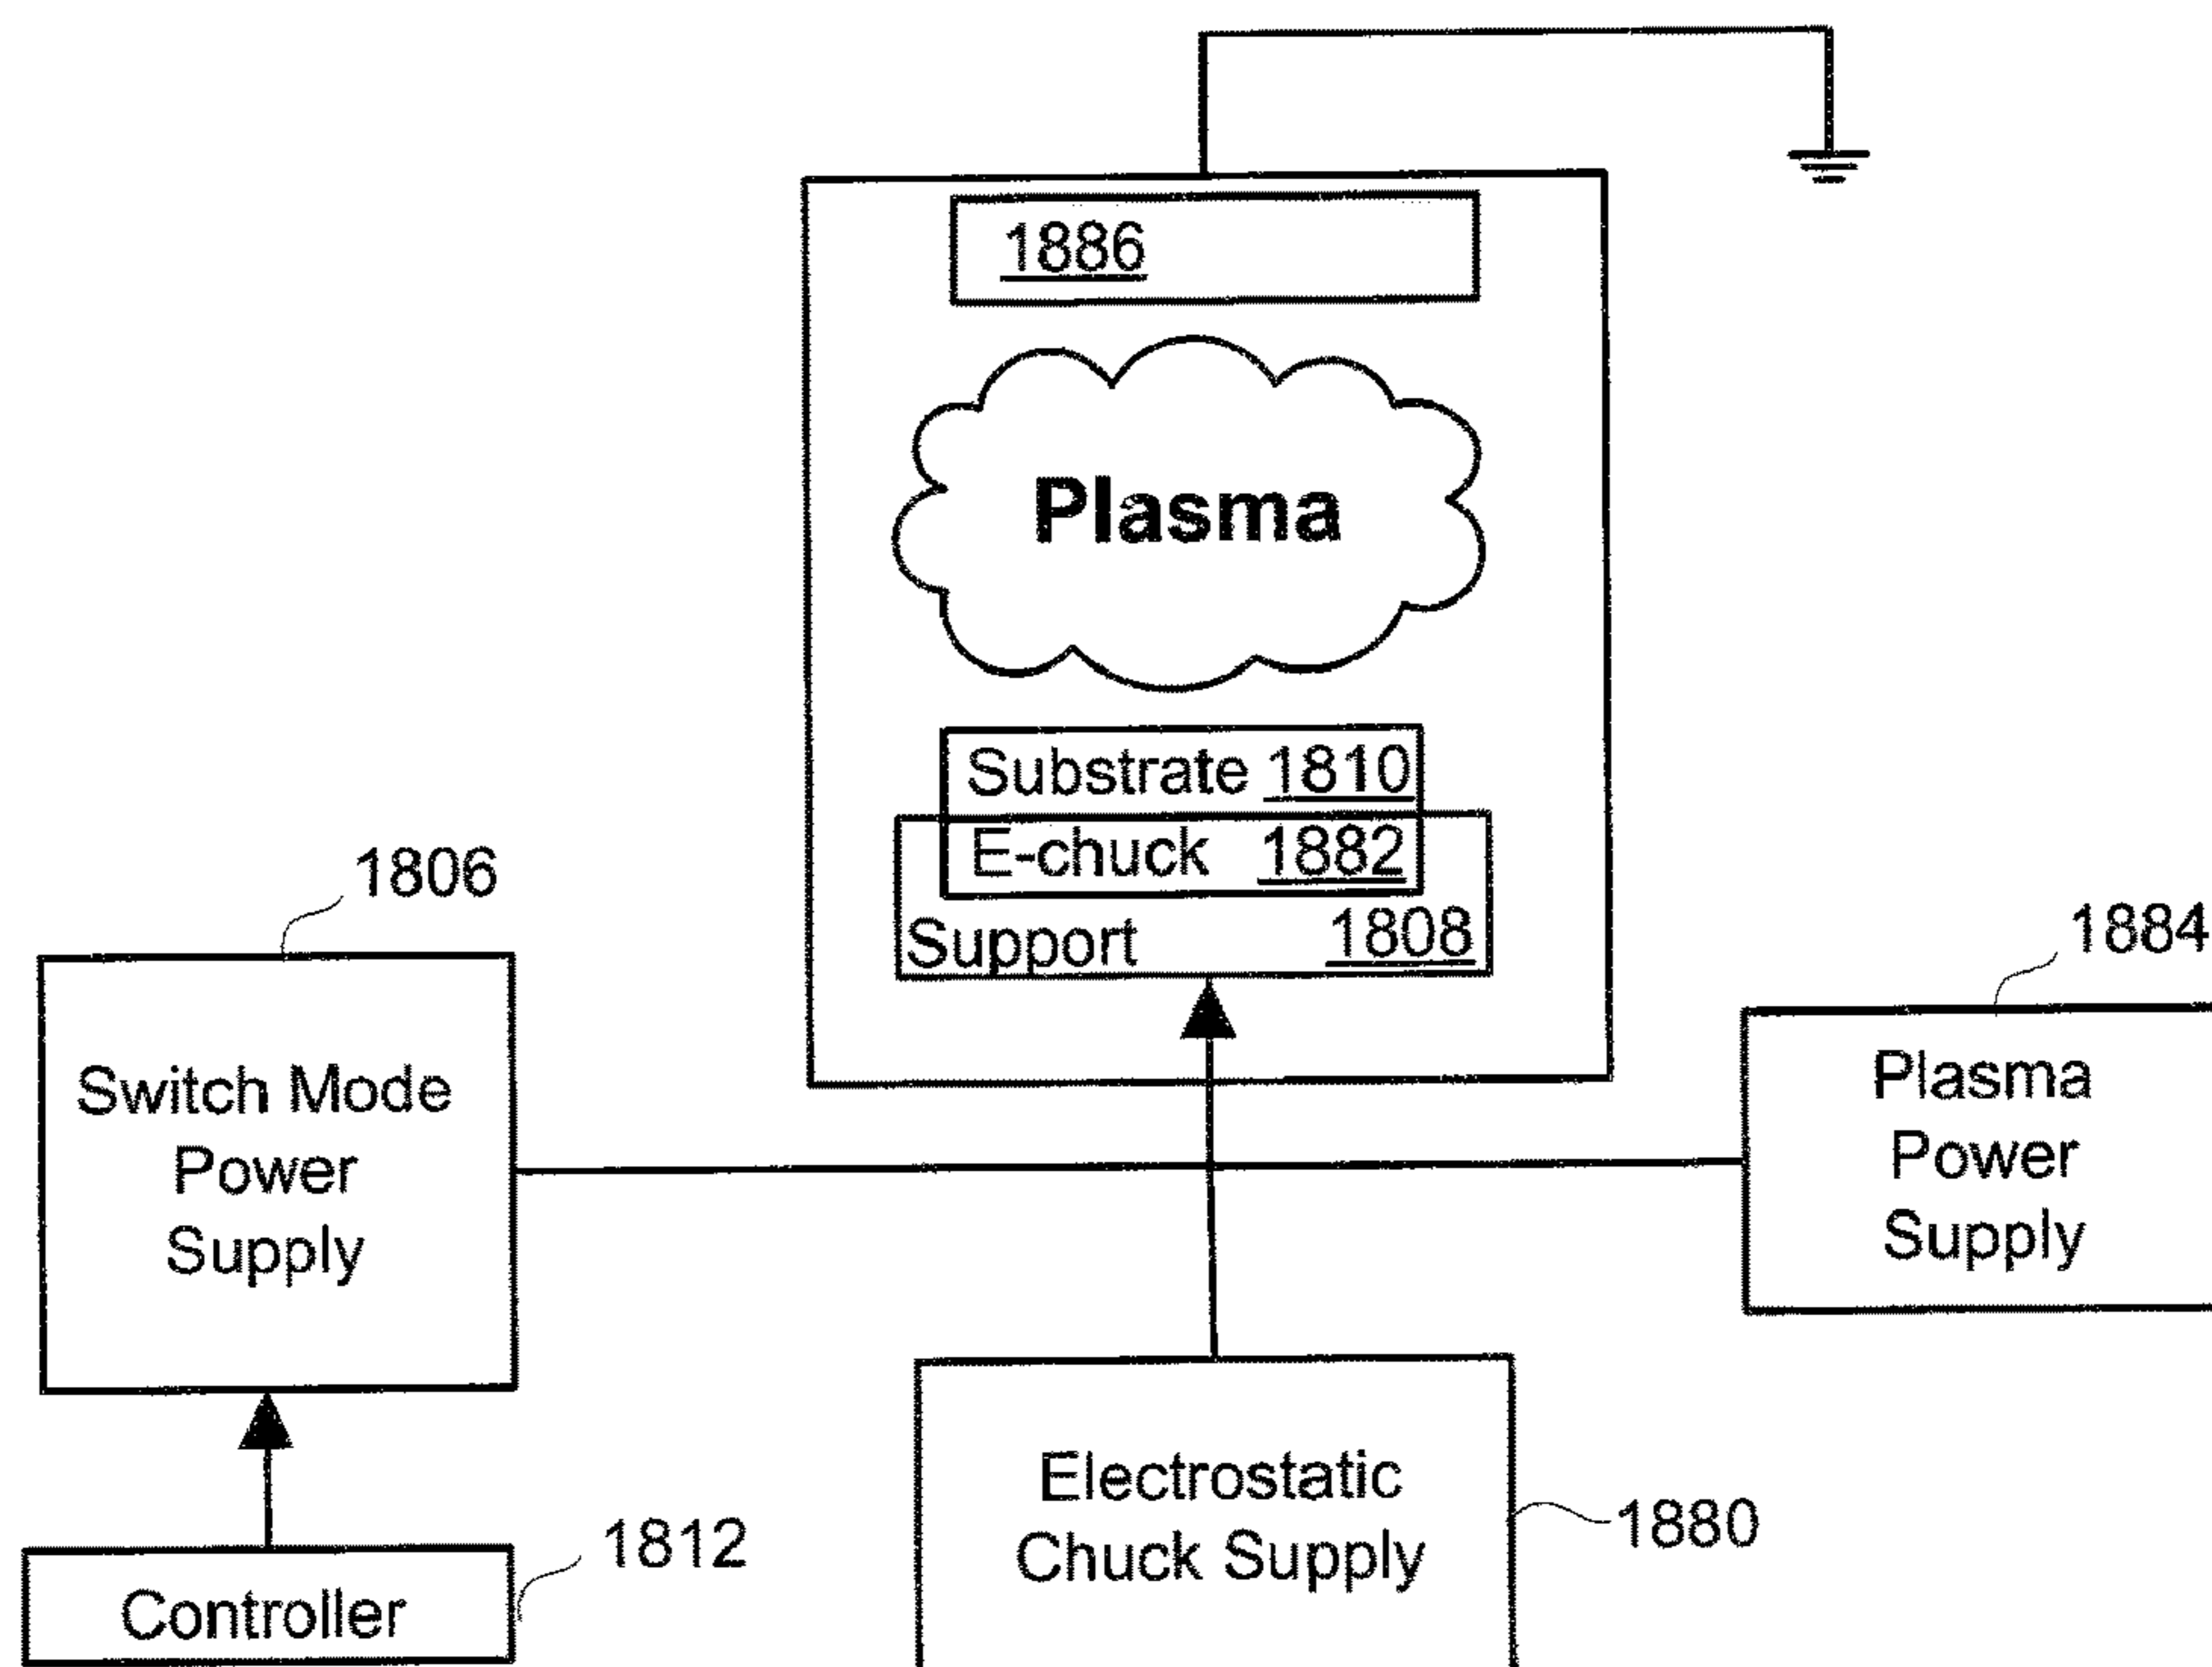 1886
Plasma
Substrate 1810
E-chuck 1882
Support 1808
1806
Switch Mode
Power
Supply
1884
Plasma
Power
Supply
1812
Controller
Electrostatic
Chuck Supply
1880